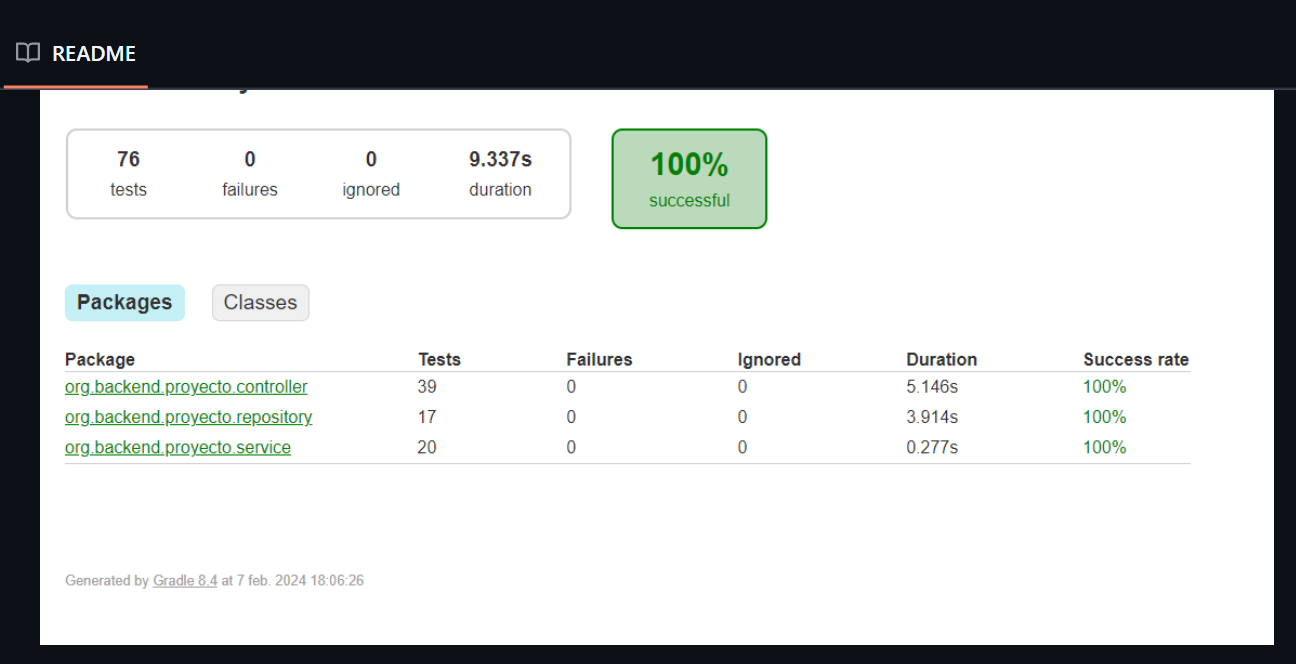 README
76 0 0 9.337s
tests failures ignored duration
100%
successful
Packages Classes
Package Tests Failures Ignored Duration Success rate
org.backend.proyecto.controller 39 0 0 5.146s 100%
org.backend.proyecto.repository 17 0 0 3.914s 100%
org.backend.proyecto.service 20 0 0 0.277s 100%
Generated by Gradle 8.4 at 7 feb. 2024 18:06:26